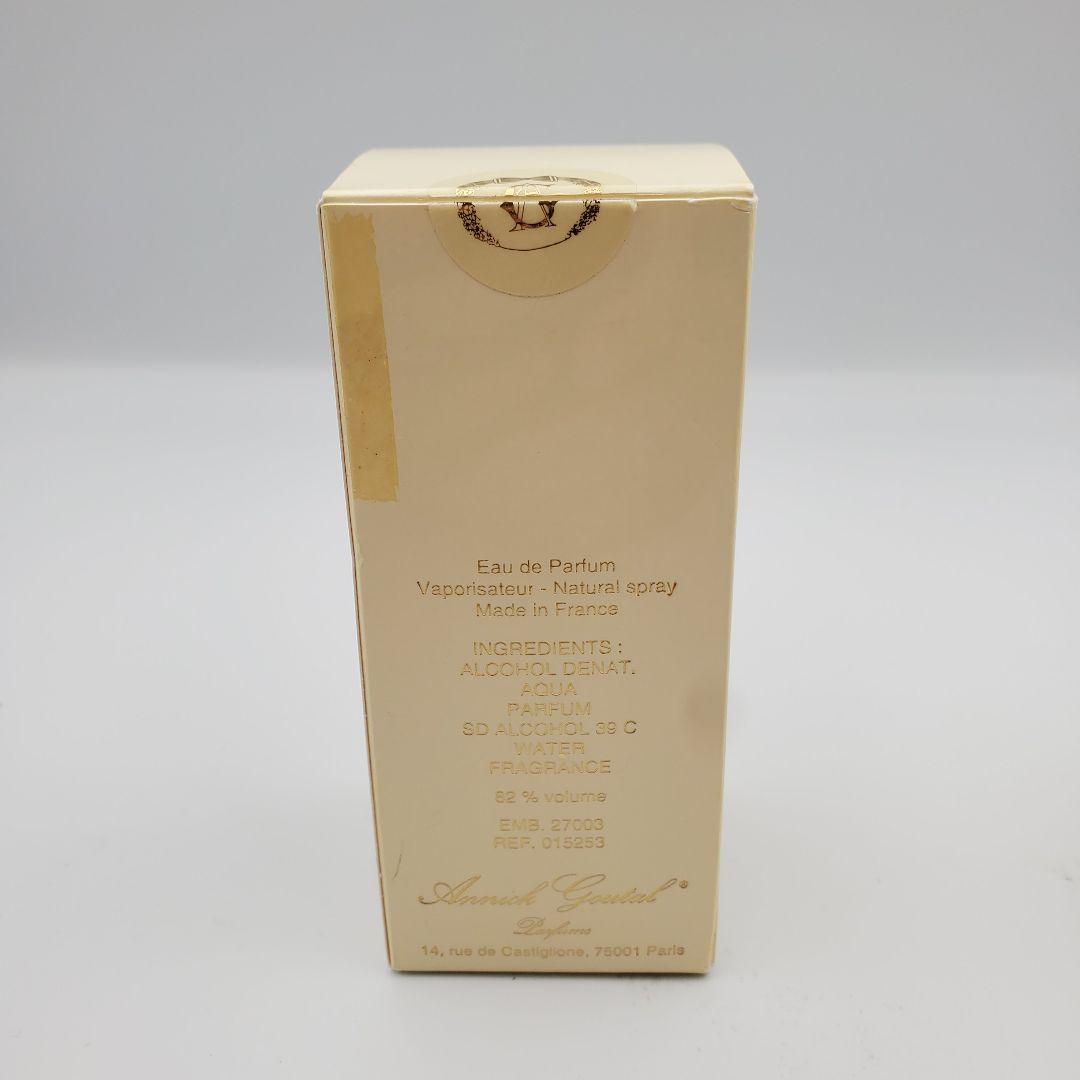 Eau de Parfum
Vaporisateur - Natural spray
Made in France
INGREDIENTS :
ALCOHOL DENAT.
AQUA
PARFUM
SD ALCOHOL 39 C
WATER
FRAGRANCE
82 % volume
EMB. 27003
REF. 015253
Annick Goutal ®
Parfums
14, rue de Castiglione, 75001 Paris